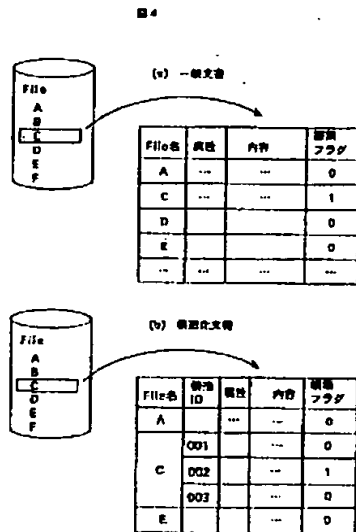 図4
(a) 一般文書
File
A
B
C
D
E
F
File名 属性 内容 編集フラグ
A ... ... 0
C ... ... 1
D 0
E ... 0
... ... ... ...
(b) 構造化文書
File
A
B
C
D
E
F
File名 構造ID 属性 内容 編集フラグ
A ... ... 0
C 001 ... 0
002 ... 1
003 ... 0
E ... 0